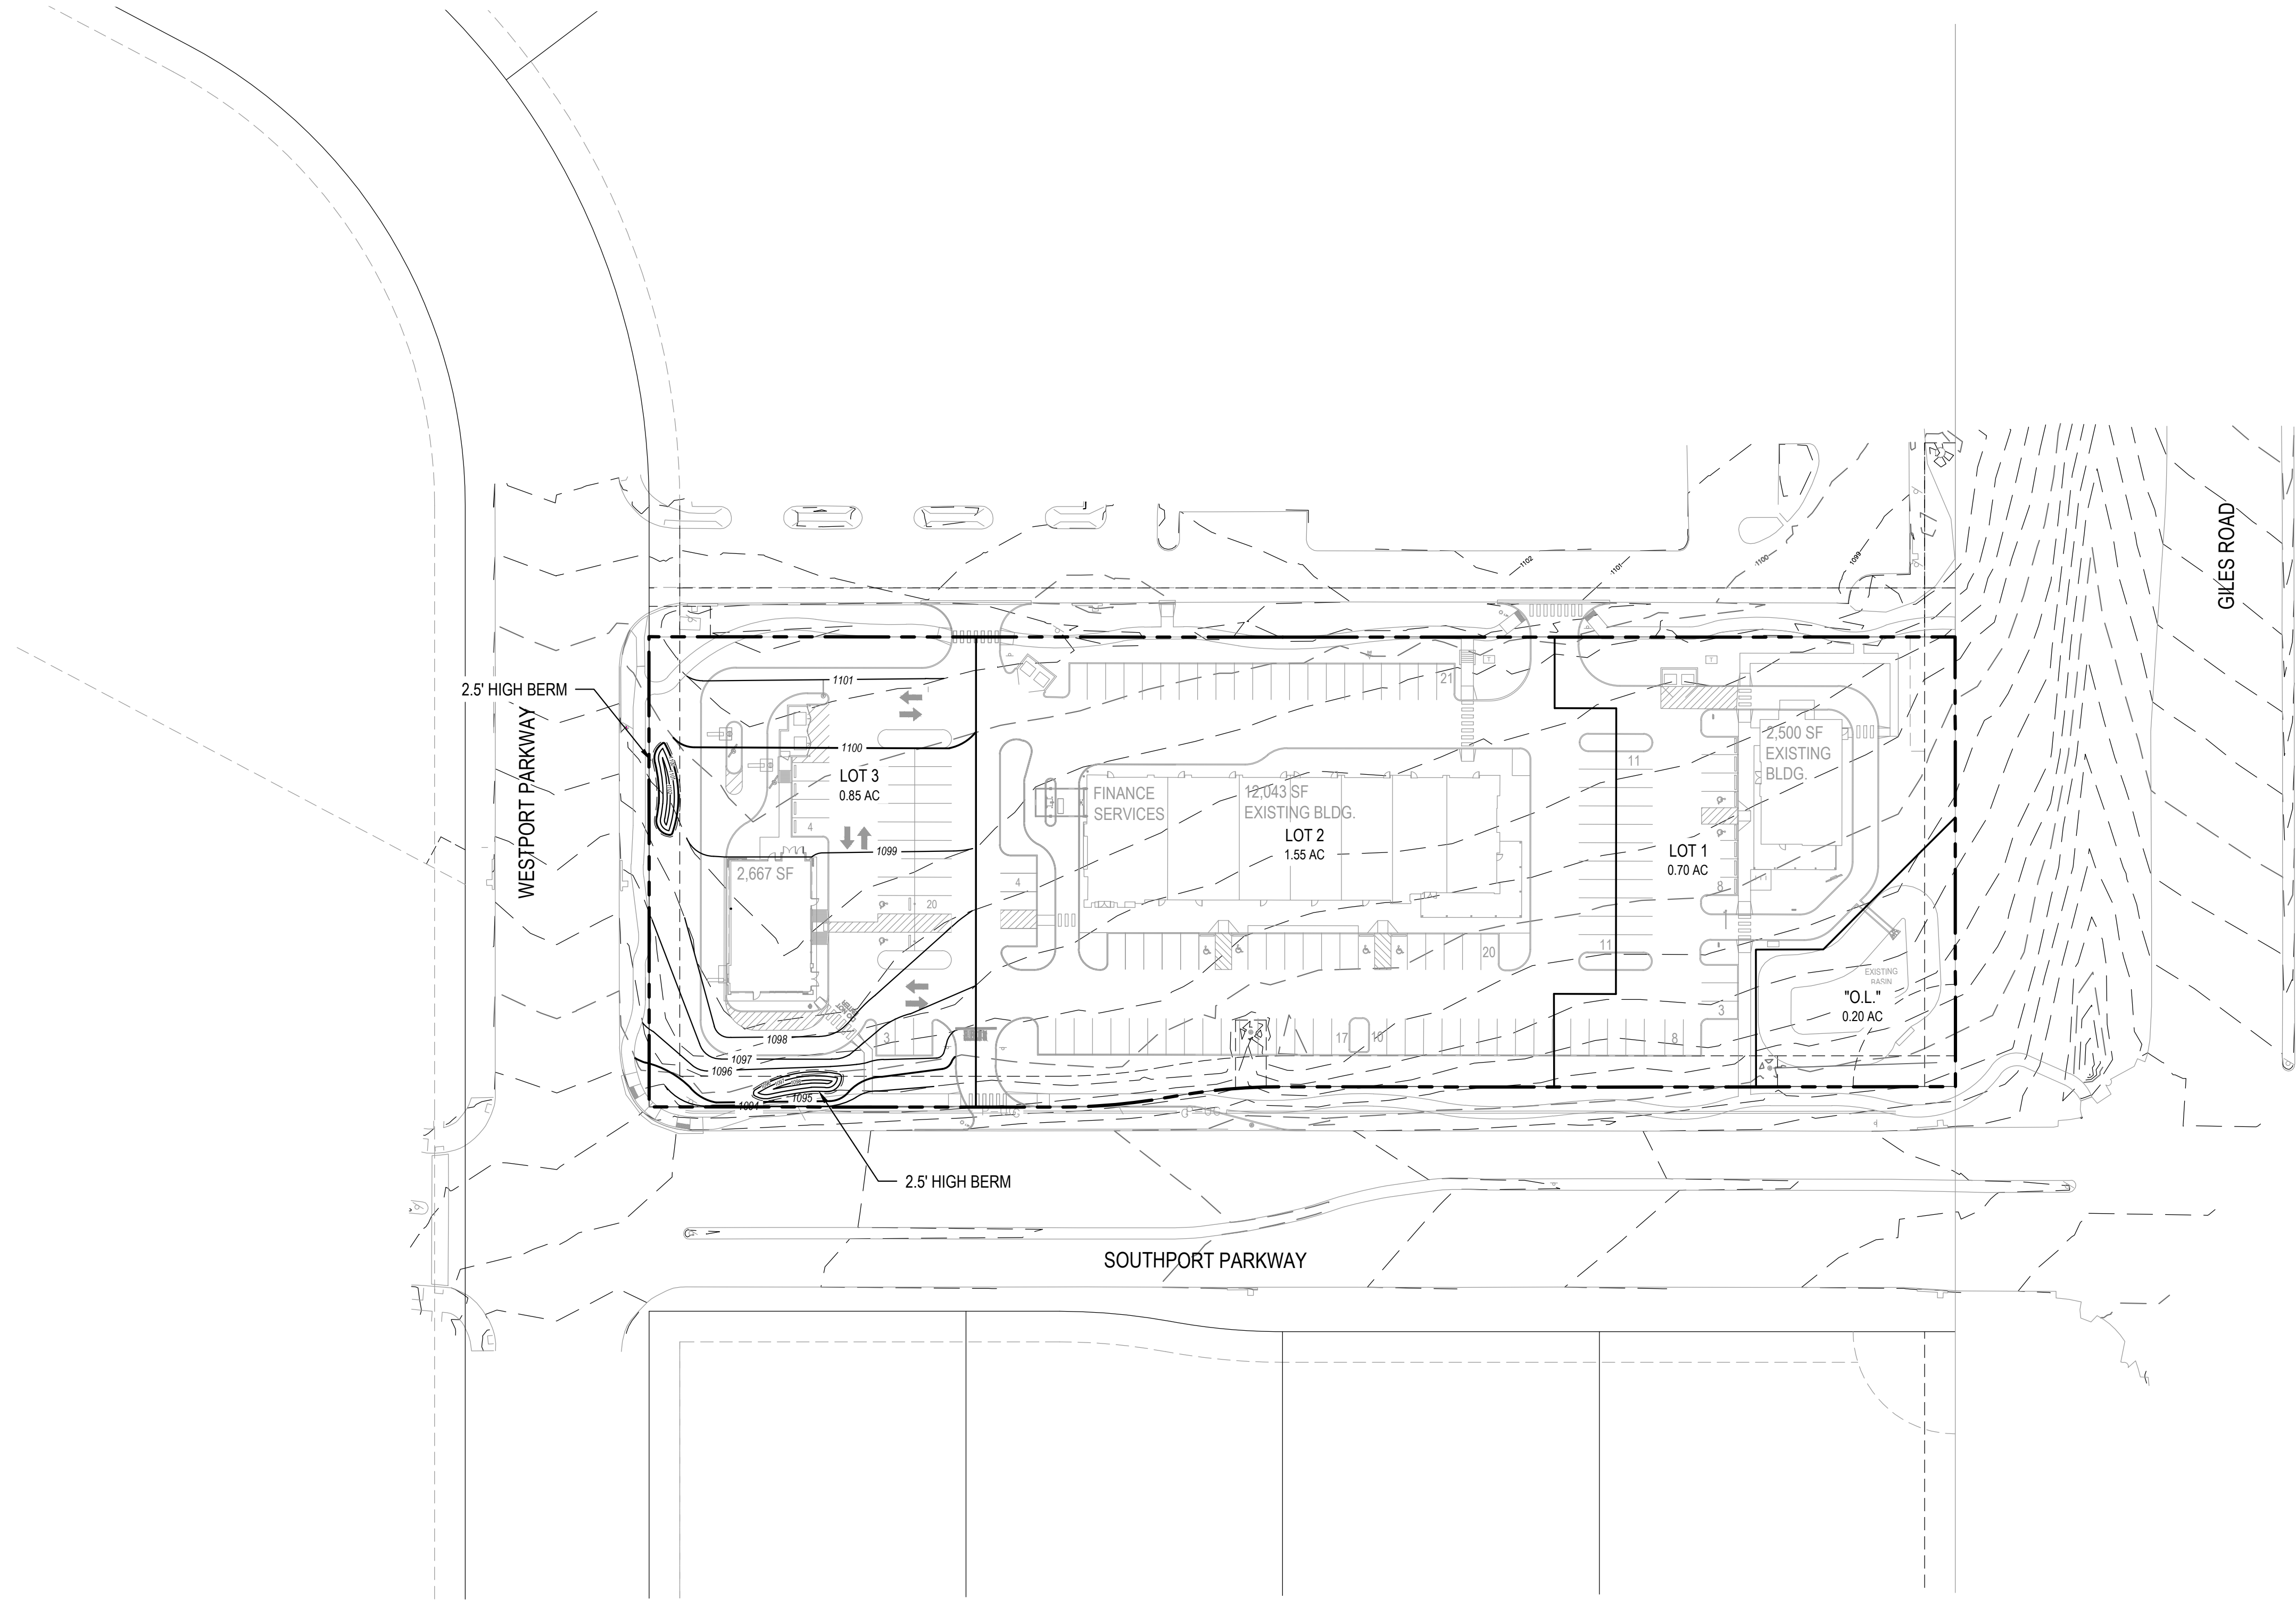 1102
1101
1100
1099
GILES ROAD
2.5' HIGH BERM
WESTPORT PARKWAY
1101
21
1100
LOT 3
0.85 AC
4
1099
2,667 SF
20
FINANCE
SERVICES
12,043 SF
EXISTING BLDG.
LOT 2
1.55 AC
4
20
11
2,500 SF
EXISTING
BLDG.
LOT 1
0.70 AC
8
11
EXISTING
BASIN
"O.L."
0.20 AC
3
3
17
10
8
1098
1097
1096
1095
1094
2.5' HIGH BERM
SOUTHPORT PARKWAY